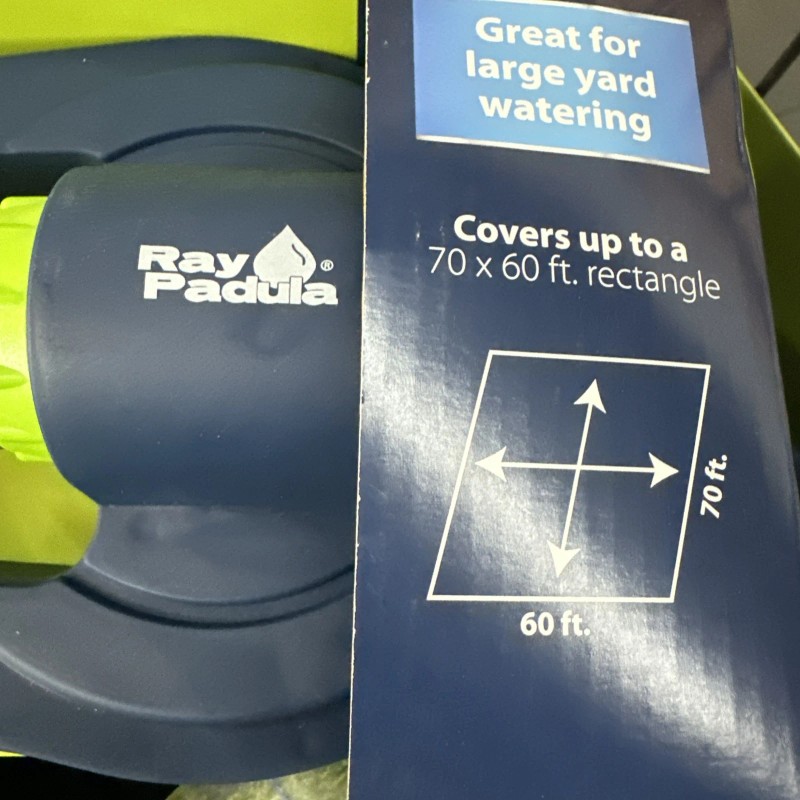 Great for
large yard
watering
Ray
Padula
®
Covers up to a
70 x 60 ft. rectangle
70 ft.
60 ft.